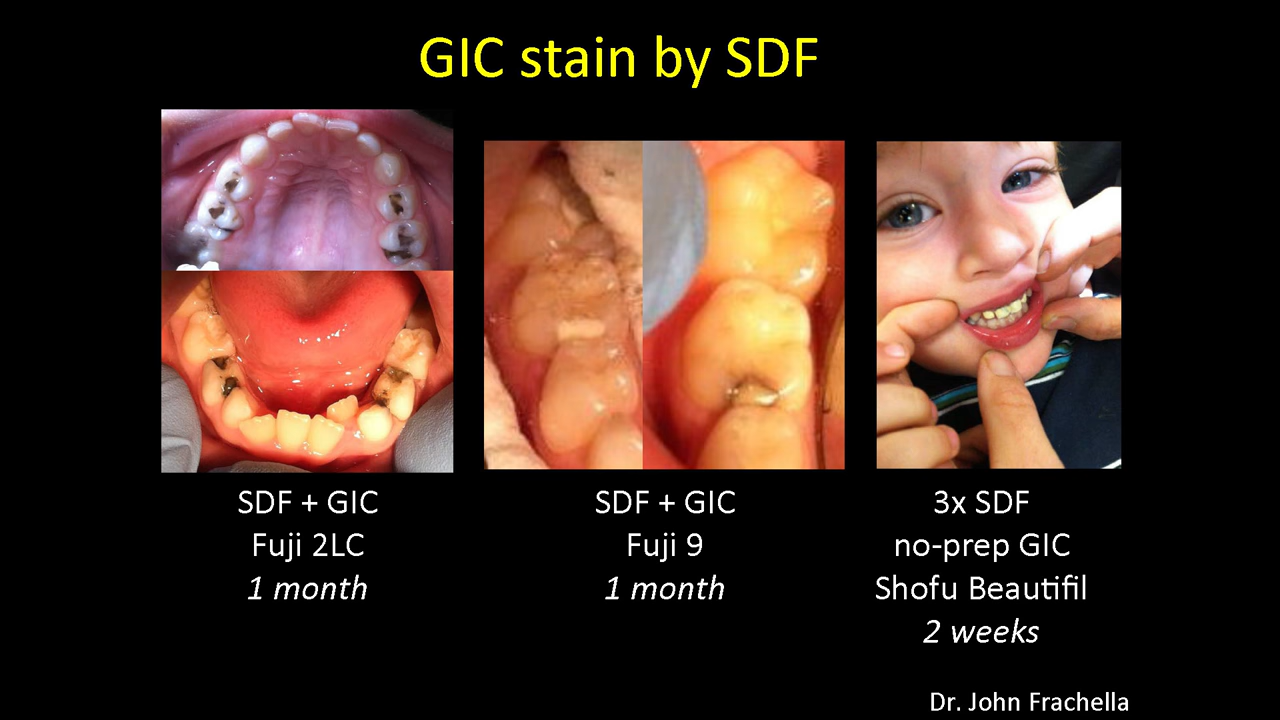 GIC stain by SDF
SDF + GIC
Fuji 2LC
1 month
SDF + GIC
Fuji 9
1 month
3x SDF
no-prep GIC
Shofu Beautifil
2 weeks
Dr. John Frachella